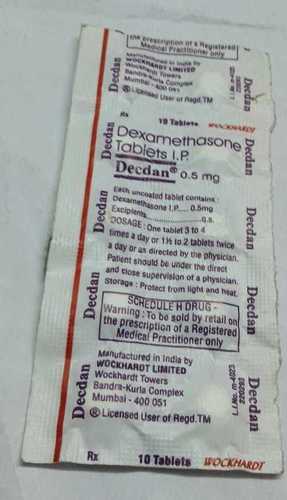 the prescription of a Registered
Medical Practitioner only
Manufactured in India by
WOCKHARDT LIMITED
Wockhardt Towers
Bandra-Kurla Complex
Mumbai - 400 051
® Licensed User of Regd.TM
Decdan
Decdan
Rx
10 Tablets
WOCKHARDT
Dexamethasone
Tablets I.P.
Decdan® 0.5 mg
Each uncoated tablet contains:
Dexamethasone I.P..... 0.5mg
Excipients..................q.s.
DOSAGE: One tablet 3 to 4
times a day or 1½ to 2 tablets twice
a day or as directed by the physician.
Patient should be under the direct
and close supervision of a physician.
Storage: Protect from light and heat.
SCHEDULE H DRUG -
Warning: To be sold by retail on
the prescription of a Registered
Medical Practitioner only
Manufactured in India by
WOCKHARDT LIMITED
Wockhardt Towers
Bandra-Kurla Complex
Mumbai - 400 051
® Licensed User of Regd.TM
Decdan
Decdan
Decdan
Decdan
Decdan
Decdan
Decdan
Decdan
L.I.No. m-4023
220293
Rx
10 Tablets
WOCKHARDT